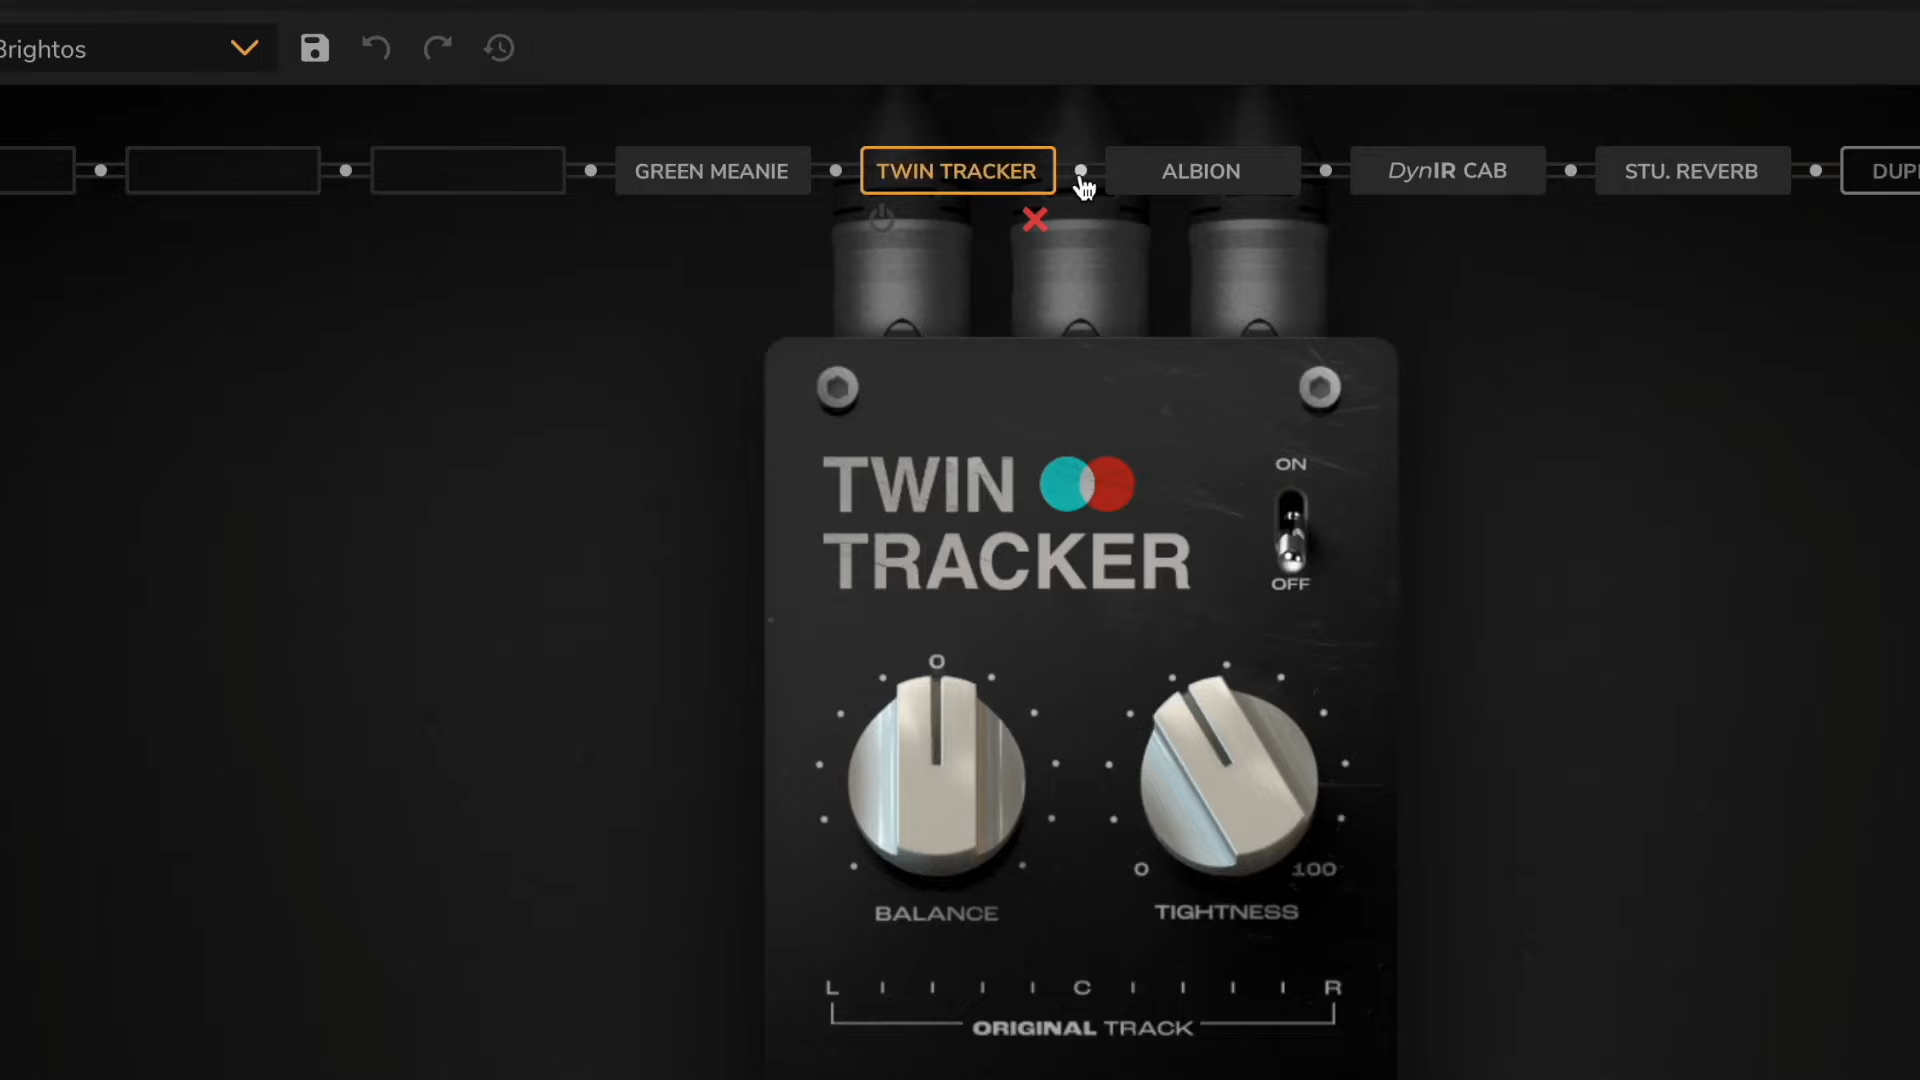 Brightos
GREEN MEANIE
TWIN TRACKER
ALBION
DynIR CAB
STU. REVERB
TWIN
TRACKER
ON
OFF
0
0
100
BALANCE
TIGHTNESS
L
C
R
ORIGINAL TRACK